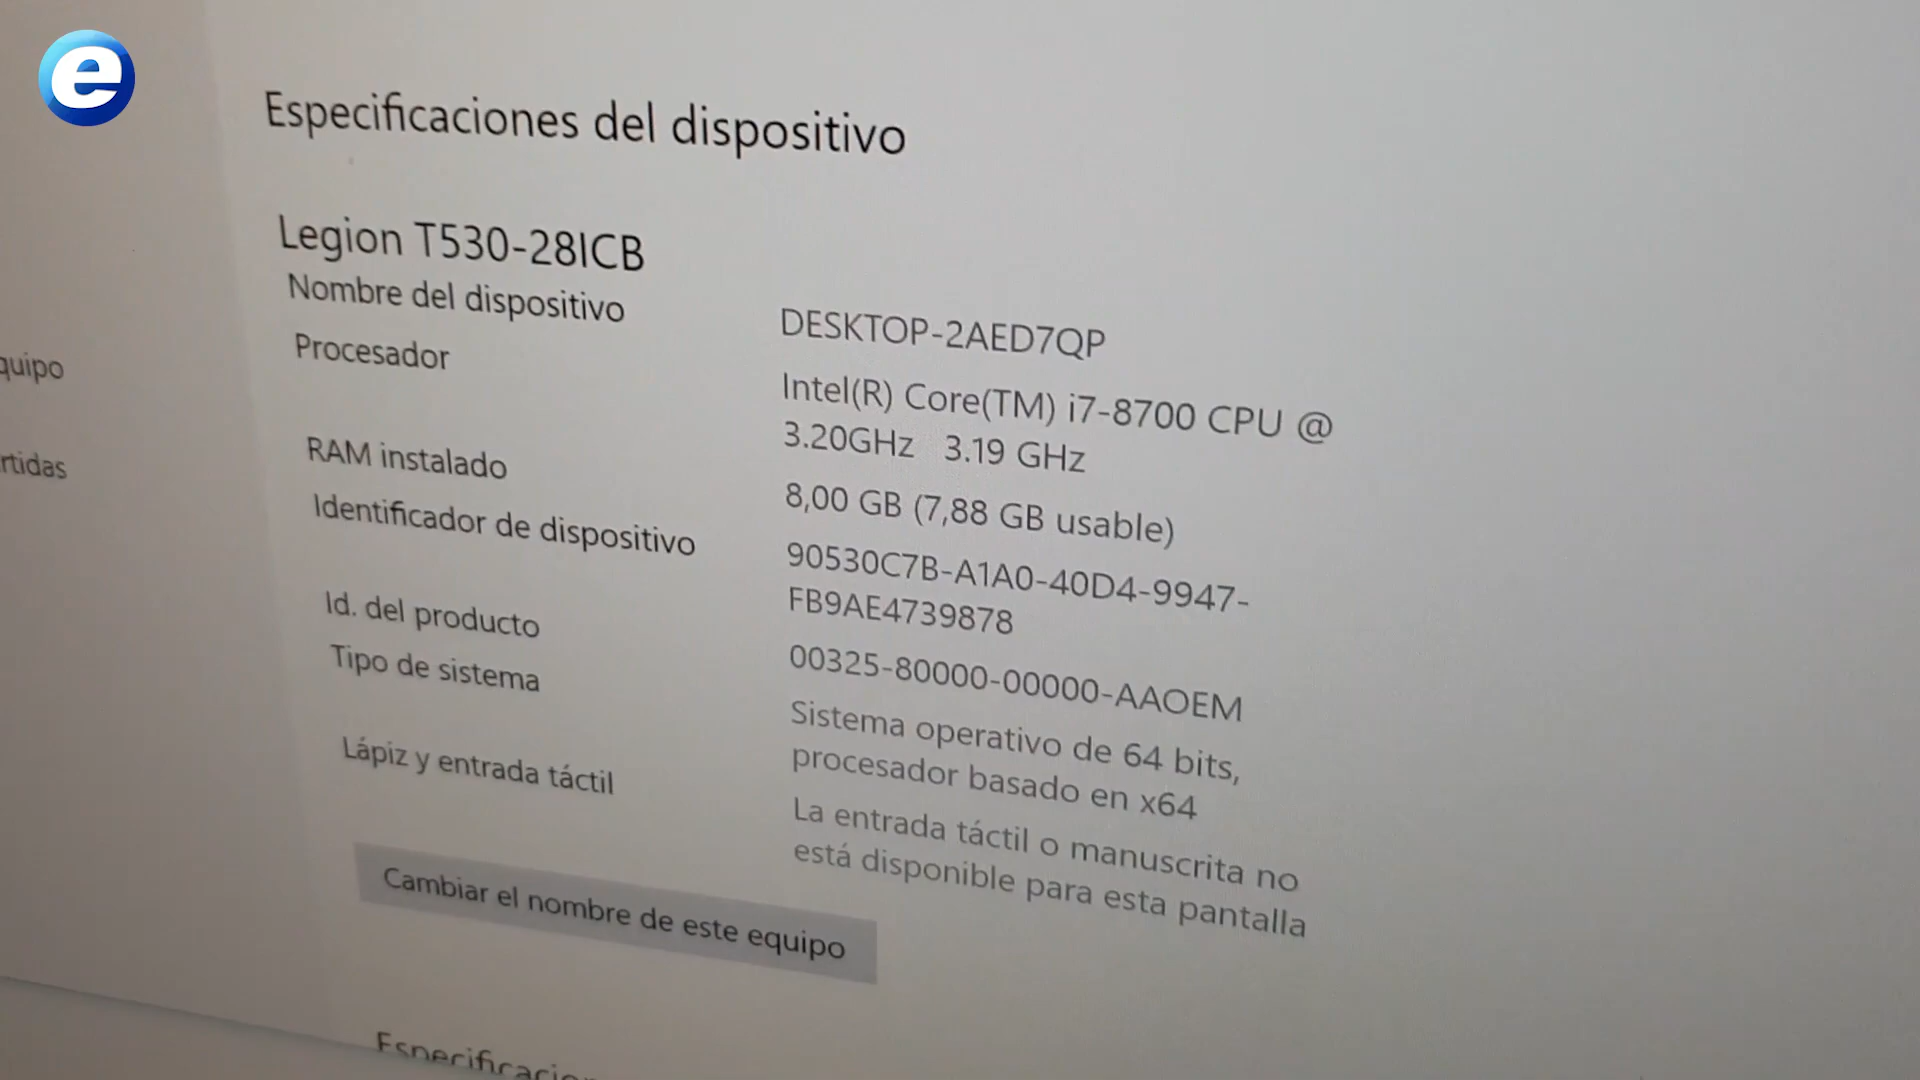 e
Especificaciones del dispositivo
Legion T530-28ICB
Nombre del dispositivo
DESKTOP-2AED7QP
Procesador
Intel(R) Core(TM) i7-8700 CPU @
3.20GHz 3.19 GHz
RAM instalado
8,00 GB (7,88 GB usable)
Identificador de dispositivo
90530C7B-A1A0-40D4-9947-
FB9AE4739878
Id. del producto
00325-80000-00000-AAOEM
Tipo de sistema
Sistema operativo de 64 bits,
procesador basado en x64
Lápiz y entrada táctil
La entrada táctil o manuscrita no
está disponible para esta pantalla
Cambiar el nombre de este equipo
quipo
rtidas